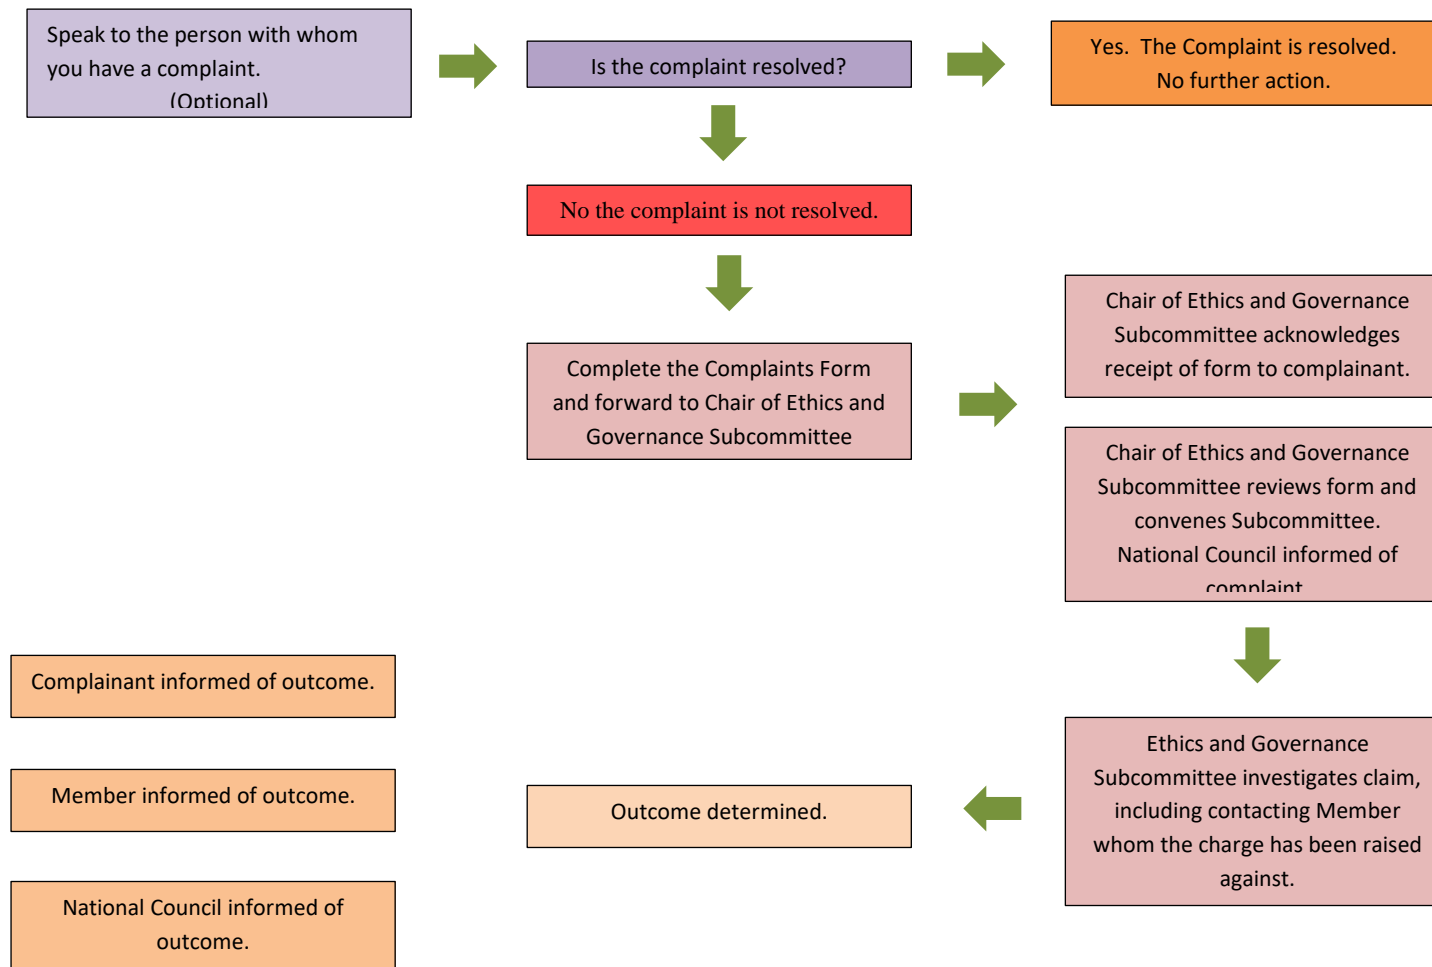 Speak to the person with whom
you have a complaint.
(Optional)
Is the complaint resolved?
Yes.  The Complaint is resolved.
No further action.
No the complaint is not resolved.
Complete the Complaints Form
and forward to Chair of Ethics and
Governance Subcommittee
Chair of Ethics and Governance
Subcommittee acknowledges
receipt of form to complainant.
Chair of Ethics and Governance
Subcommittee reviews form and
convenes Subcommittee.
National Council informed of
complaint
Ethics and Governance
Subcommittee investigates claim,
including contacting Member
whom the charge has been raised
against.
Outcome determined.
Complainant informed of outcome.
Member informed of outcome.
National Council informed of
outcome.